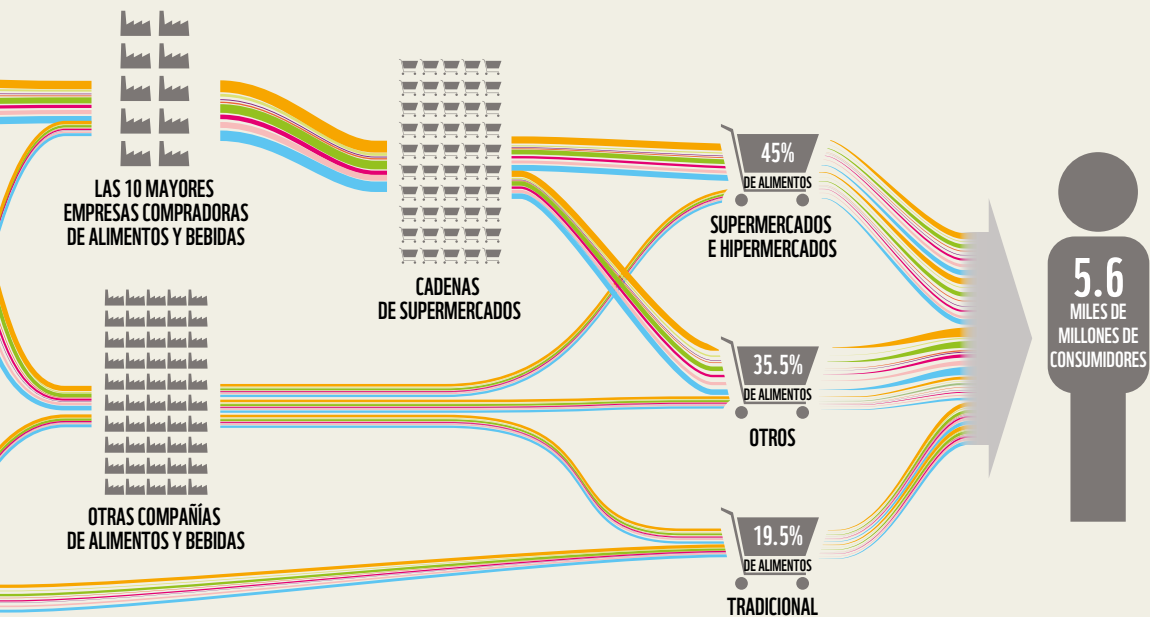 LAS 10 MAYORES
EMPRESAS COMPRADORAS
DE ALIMENTOS Y BEBIDAS
OTRAS COMPAÑÍAS
DE ALIMENTOS Y BEBIDAS
CADENAS
DE SUPERMERCADOS
45%
DE ALIMENTOS
SUPERMERCADOS
E HIPERMERCADOS
35.5%
DE ALIMENTOS
OTROS
19.5%
DE ALIMENTOS
TRADICIONAL
5.6
MILES DE
MILLONES DE
CONSUMIDORES